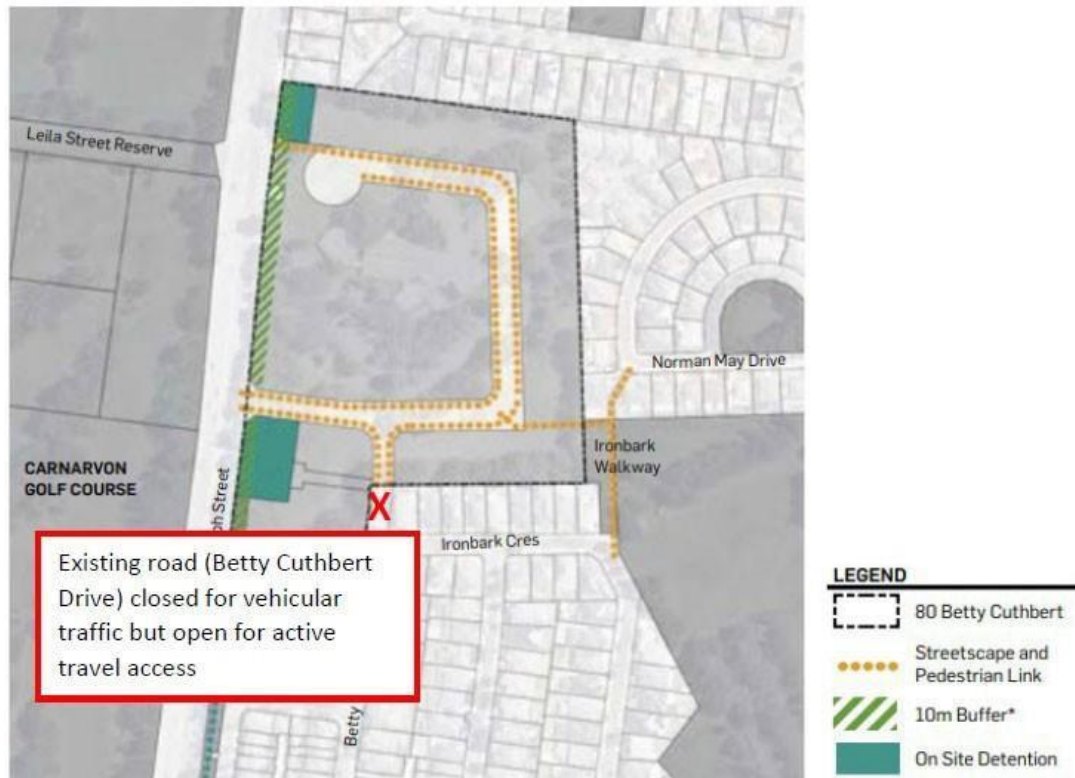 Leila Street Reserve
Norman May Drive
Ironbark
Walkway
CARNARVON
GOLF COURSE
Street
X
Ironbark Cres
Existing road (Betty Cuthbert
Drive) closed for vehicular
traffic but open for active
travel access
Betty
LEGEND
80 Betty Cuthbert
Streetscape and
Pedestrian Link
10m Buffer*
On Site Detention